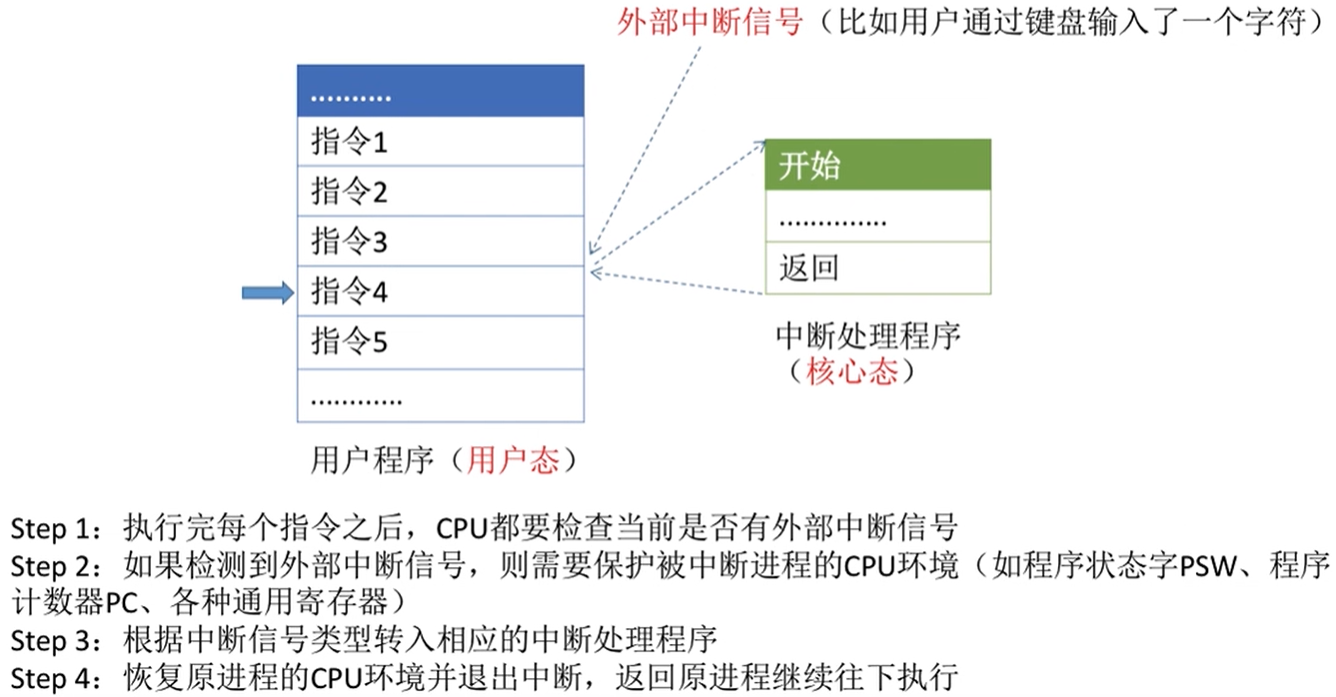 外部中断信号（比如用户通过键盘输入了一个字符）
..........
指令1
指令2
指令3
指令4
指令5
............
用户程序（用户态）
开始
..............
返回
中断处理程序
（核心态）
Step 1：执行完每个指令之后，CPU都要检查当前是否有外部中断信号
Step 2：如果检测到外部中断信号，则需要保护被中断进程的CPU环境（如程序状态字PSW、程序
计数器PC、各种通用寄存器）
Step 3：根据中断信号类型转入相应的中断处理程序
Step 4：恢复原进程的CPU环境并退出中断，返回原进程继续往下执行